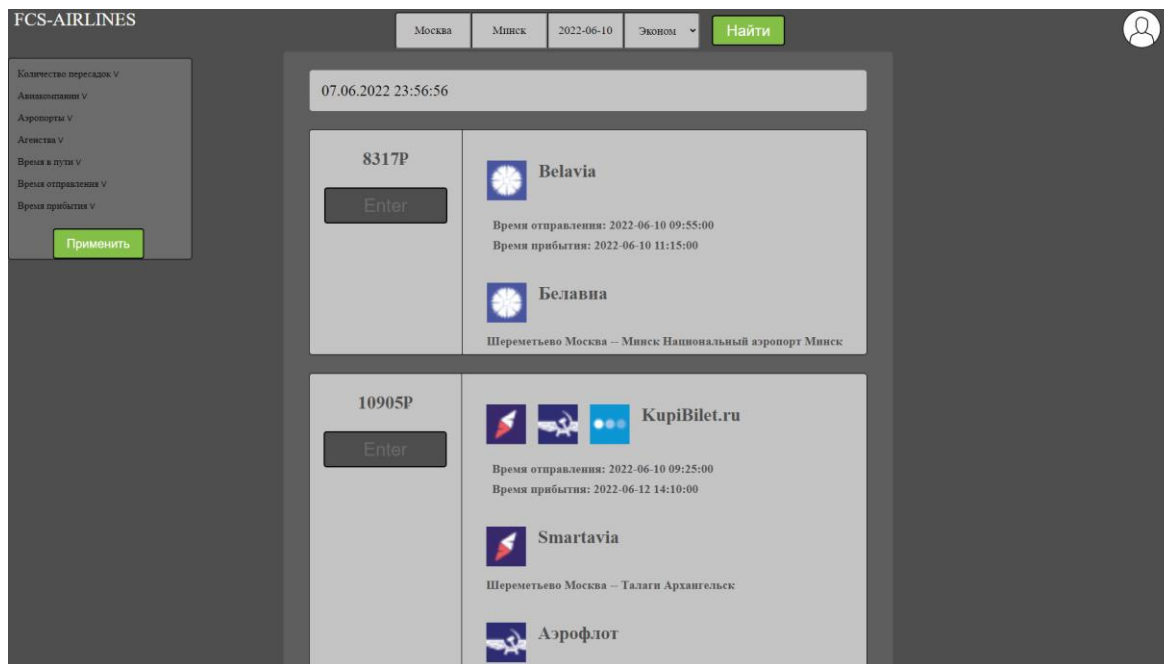 FCS-AIRLINES
Москва Минск 2022-06-10 Эконом Найти
Количество пересадок V
Авиакомпании V
Аэропорты V
Агенства V
Время в пути V
Время отправления V
Время прибытия V
Применить
07.06.2022 23:56:56
8317Р
Enter
Belavia
Время отправления: 2022-06-10 09:55:00
Время прибытия: 2022-06-10 11:15:00
Белавиа
Шереметьево Москва -- Минск Национальный аэропорт Минск
10905Р
Enter
KupiBilet.ru
Время отправления: 2022-06-10 09:25:00
Время прибытия: 2022-06-12 14:10:00
Smartavia
Шереметьево Москва -- Талаги Архангельск
Аэрофлот